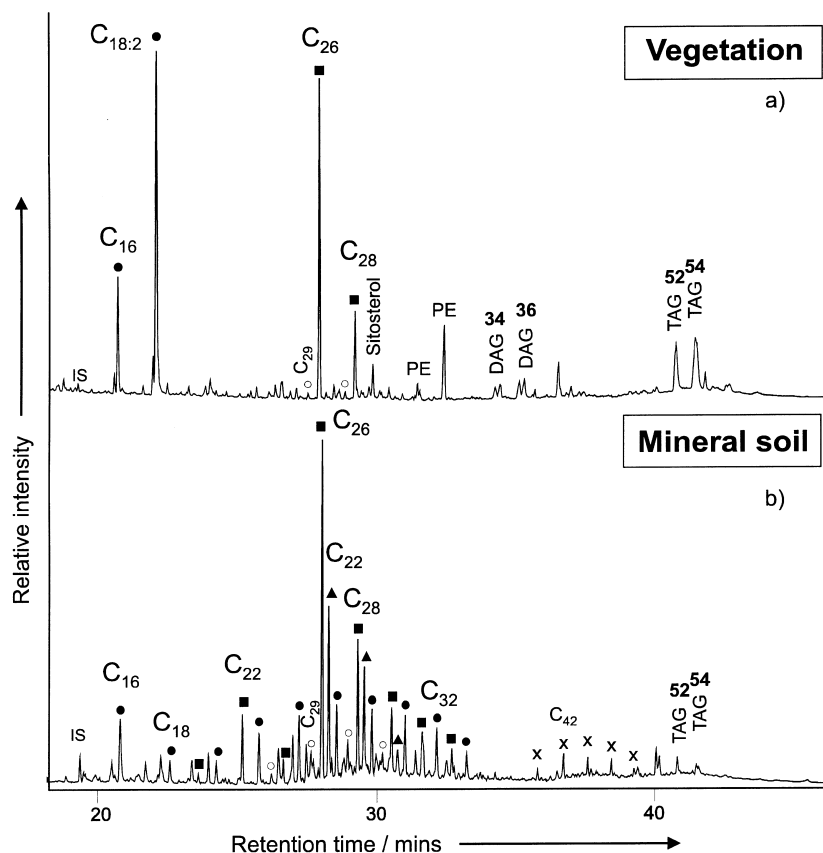 Vegetation
a)
C18:2
C26
C16
C28
IS
C29
Sitosterol
PE
PE
DAG 34
DAG 36
TAG 52
TAG 54
Mineral soil
b)
C26
C22
C28
C22
C16
C18
IS
C29
C32
C42
x x x x x
TAG 52
TAG 54
Relative intensity
20 30 40
Retention time / mins